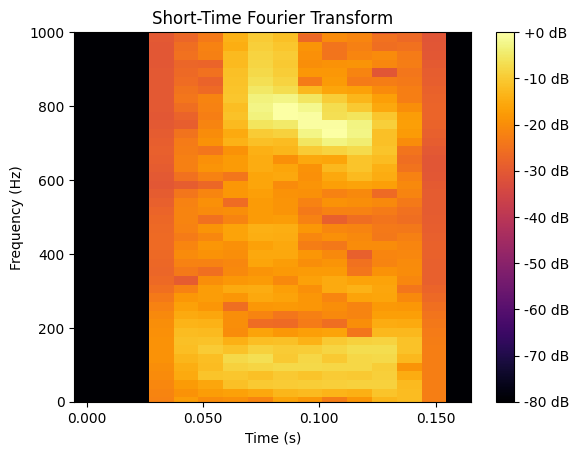 Short-Time Fourier Transform
1000
800
600
400
200
0
Frequency (Hz)
0.000
0.050
0.100
0.150
Time (s)
+0 dB
-10 dB
-20 dB
-30 dB
-40 dB
-50 dB
-60 dB
-70 dB
-80 dB